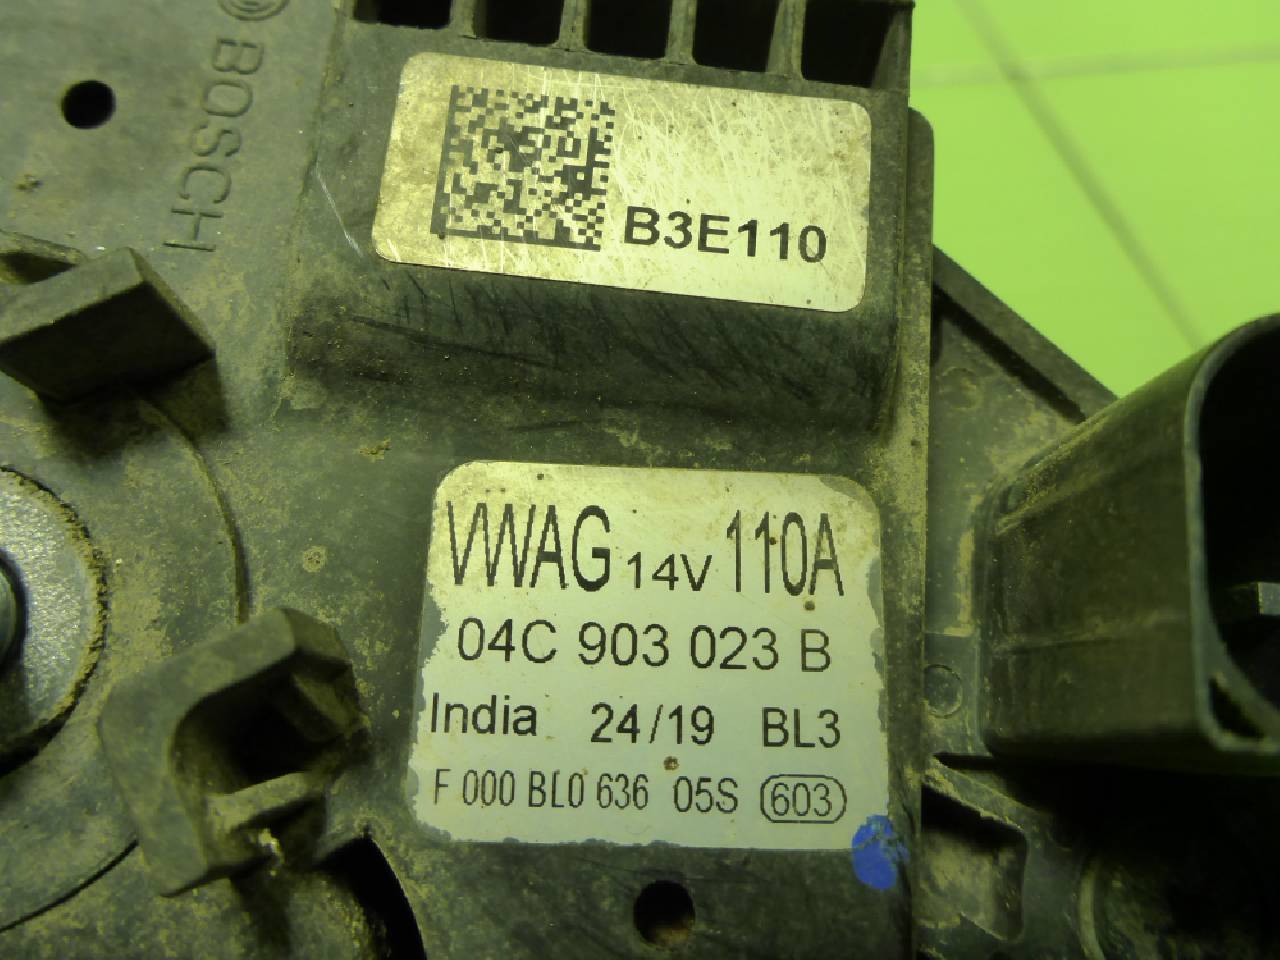 BOSCH
B3E110
VWAG 14V 110A
04C 903 023 B
India 24/19 BL3
F 000 BL0 636 05S 603